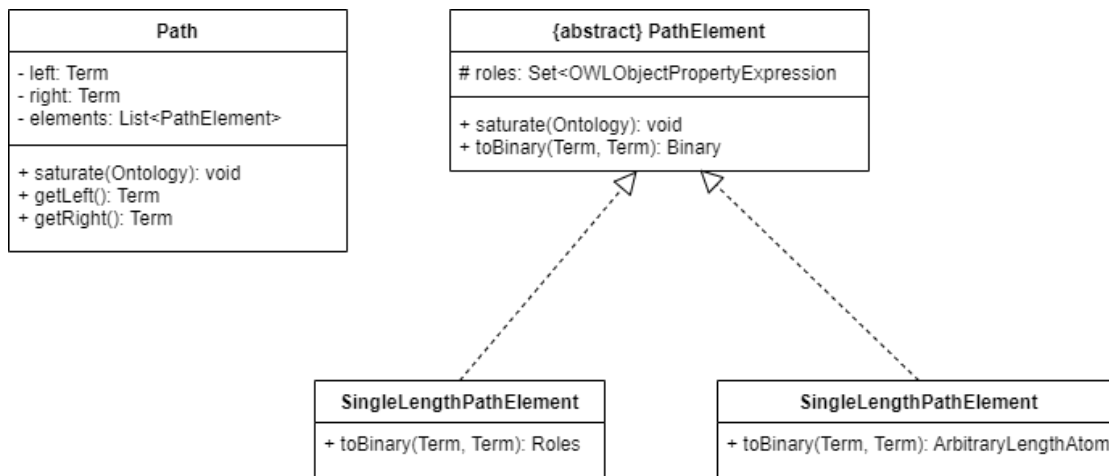 Path
- left: Term
- right: Term
- elements: List<PathElement>
+ saturate(Ontology): void
+ getLeft(): Term
+ getRight(): Term
{abstract} PathElement
# roles: Set<OWLObjectPropertyExpression
+ saturate(Ontology): void
+ toBinary(Term, Term): Binary
SingleLengthPathElement
+ toBinary(Term, Term): Roles
SingleLengthPathElement
+ toBinary(Term, Term): ArbitraryLengthAtom